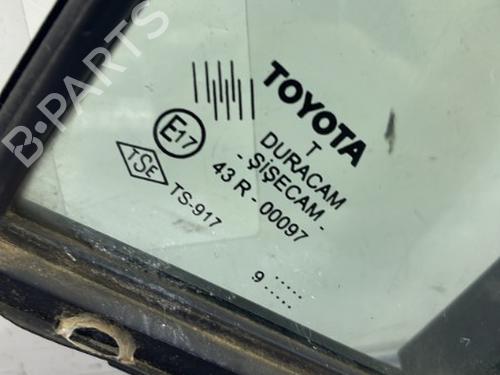 TOYOTA
T
DURACAM
- ŞİŞECAM -
43 R - 00097
E17
TSE
TS-917
.....
9.....
B-PARTS